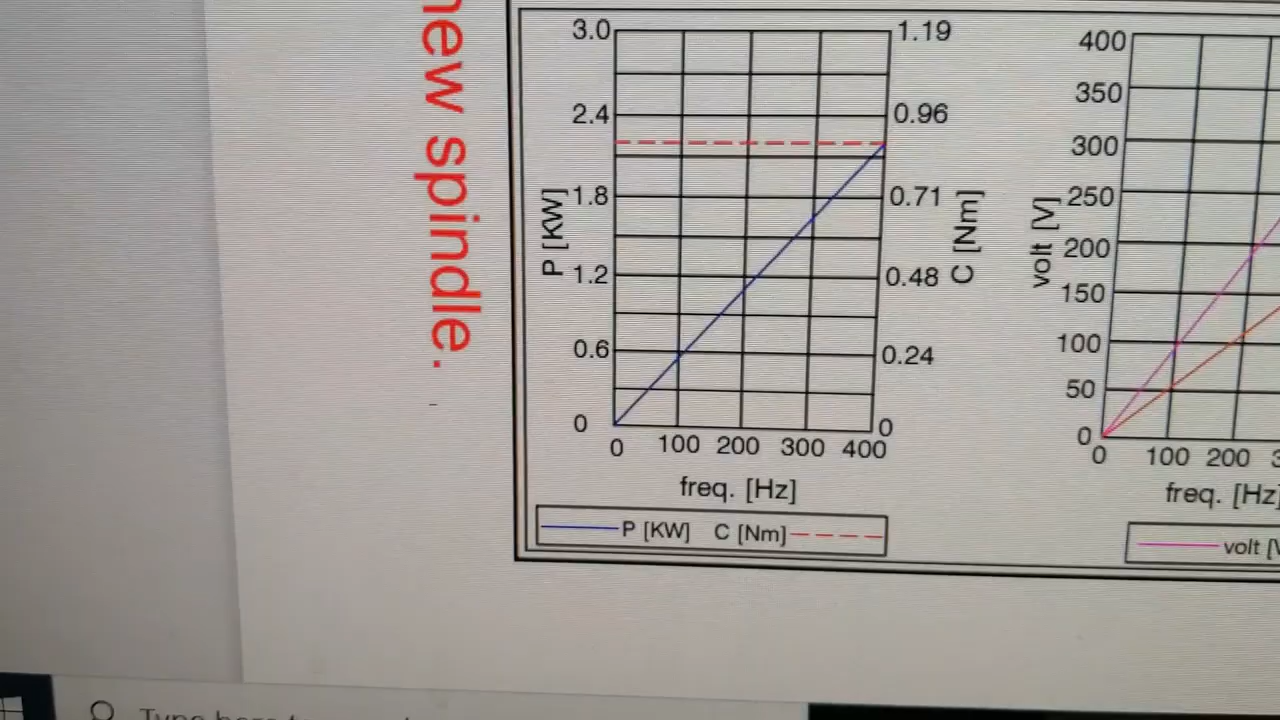 new spindle.
3.0
2.4
1.8
1.2
0.6
0
P [KW]
1.19
0.96
0.71
0.48
0.24
0
C [Nm]
0 100 200 300 400
freq. [Hz]
P [KW] C [Nm]
400
350
300
250
200
150
100
50
0
volt [V]
0 100 200
freq. [Hz]
volt
Type here